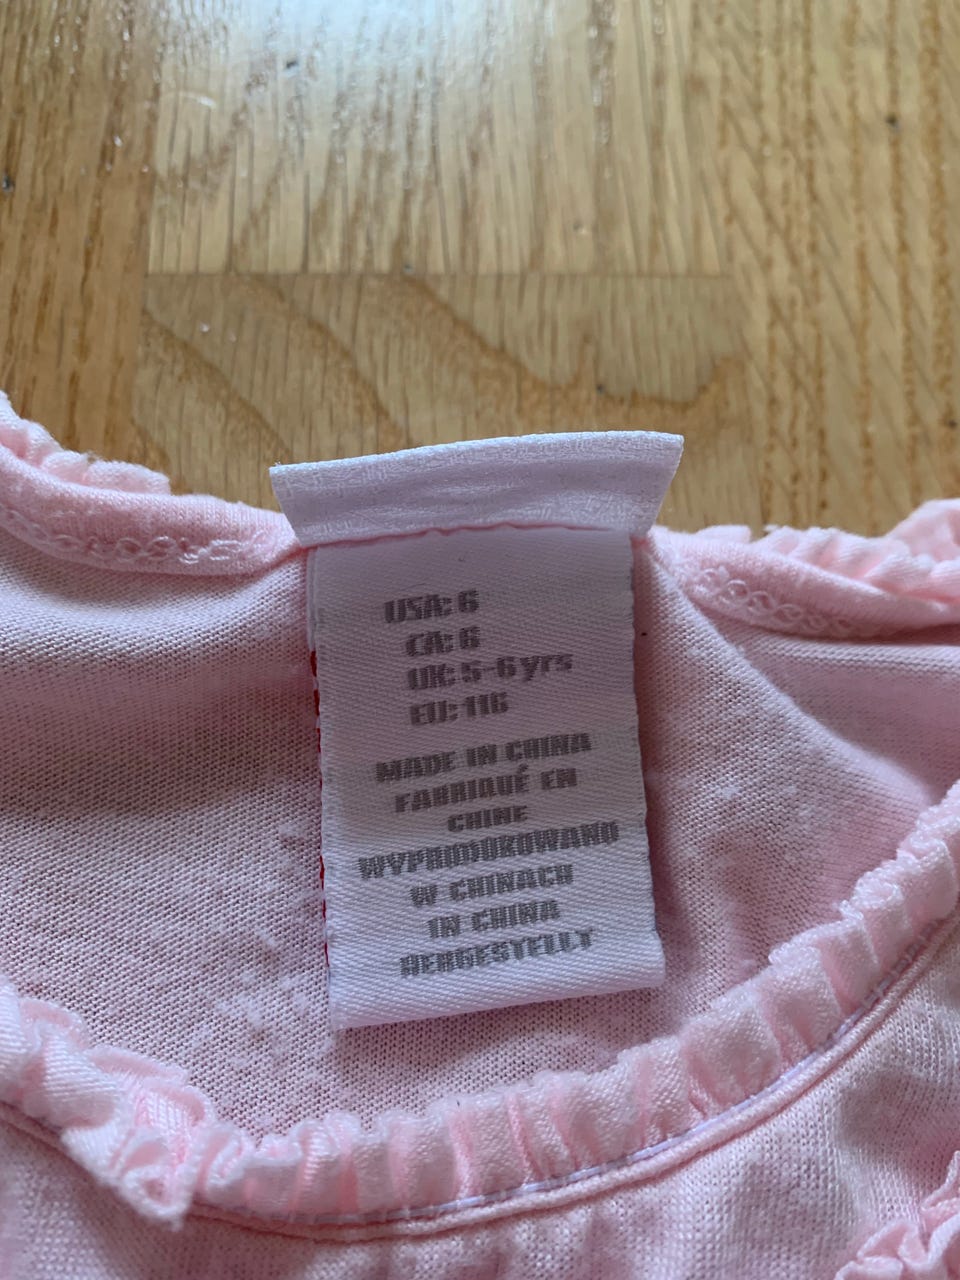 USA: 6
CA: 6
UK: 5-6 yrs
EU: 116
MADE IN CHINA
FABRIQUÉ EN
CHINE
WYPRODUKOWANO
W CHINACH
IN CHINA
HERGESTELLT